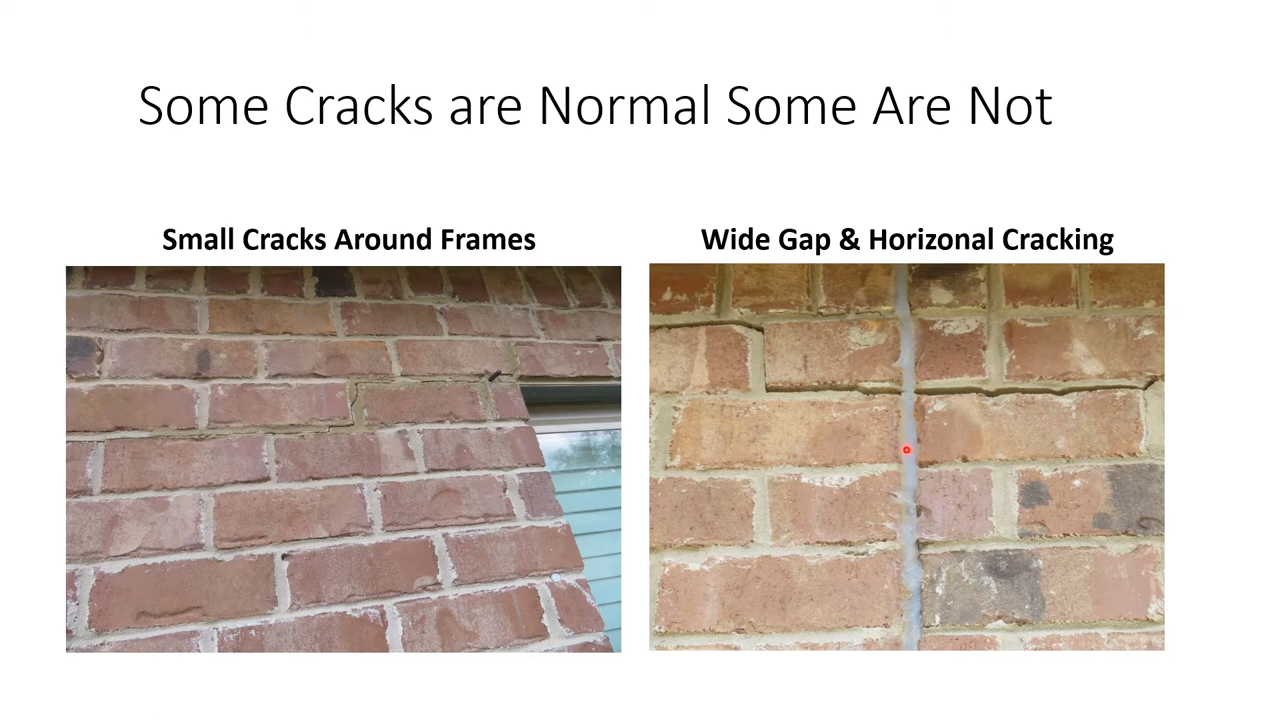 Some Cracks are Normal Some Are Not
Small Cracks Around Frames
Wide Gap & Horizonal Cracking